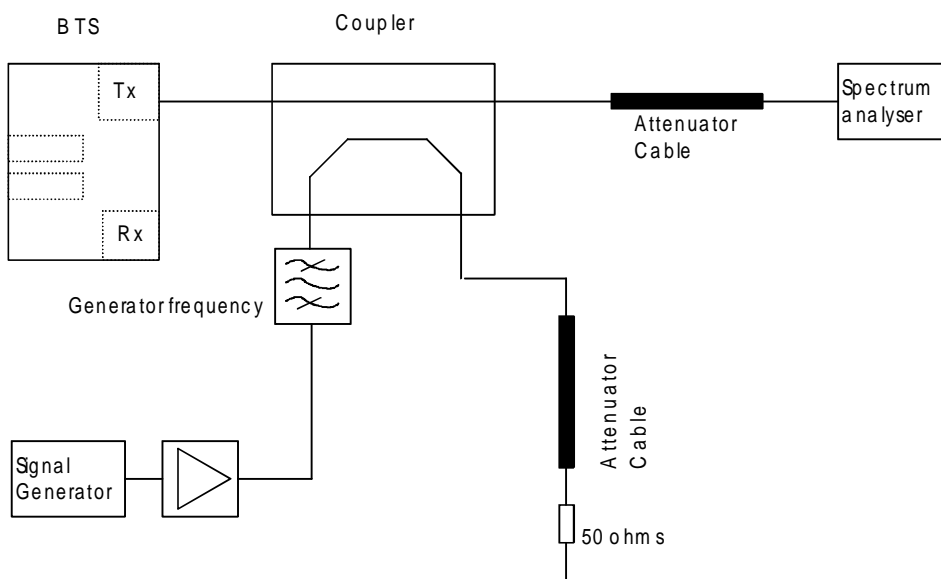 BTS
Coupler
Tx
Spectrum
analyser
Attenuator
Cable
Rx
Generator frequency
Attenuator
Cable
Signal
Generator
50 ohms